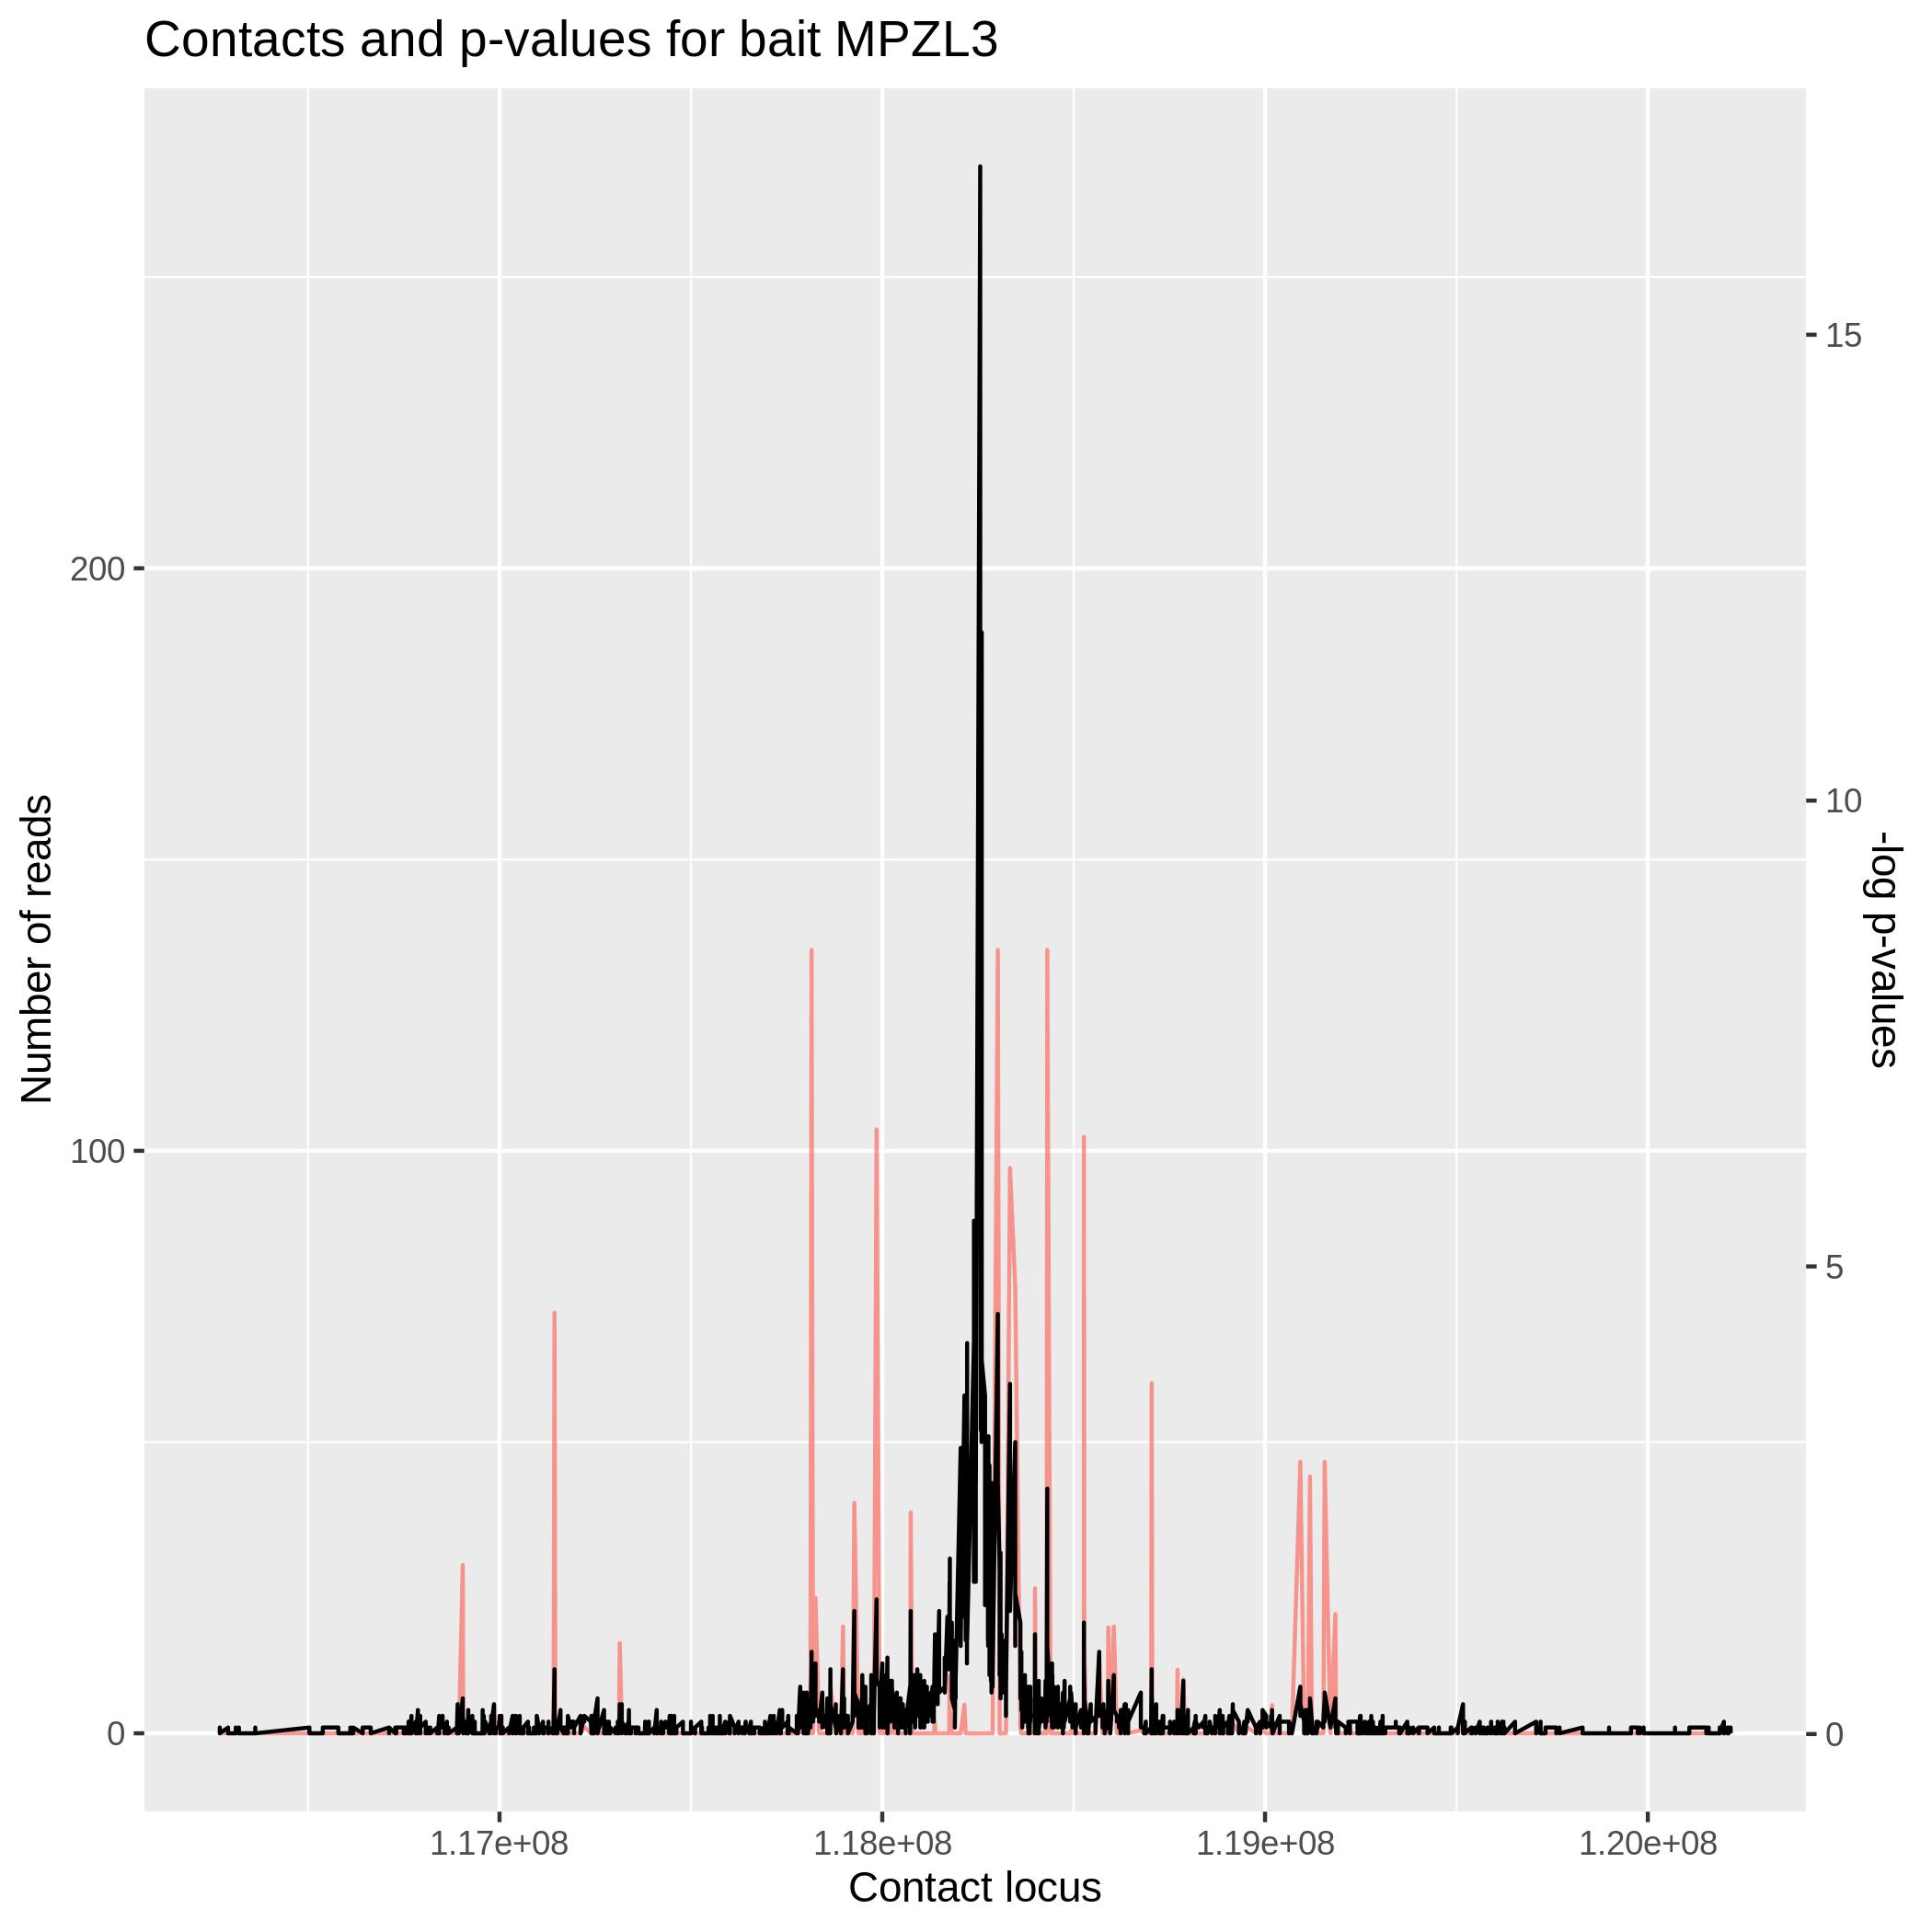 Contacts and p-values for bait MPZL3
Number of reads
200
100
0
15
10
5
0
-log p-values
1.17e+08
1.18e+08
1.19e+08
1.20e+08
Contact locus